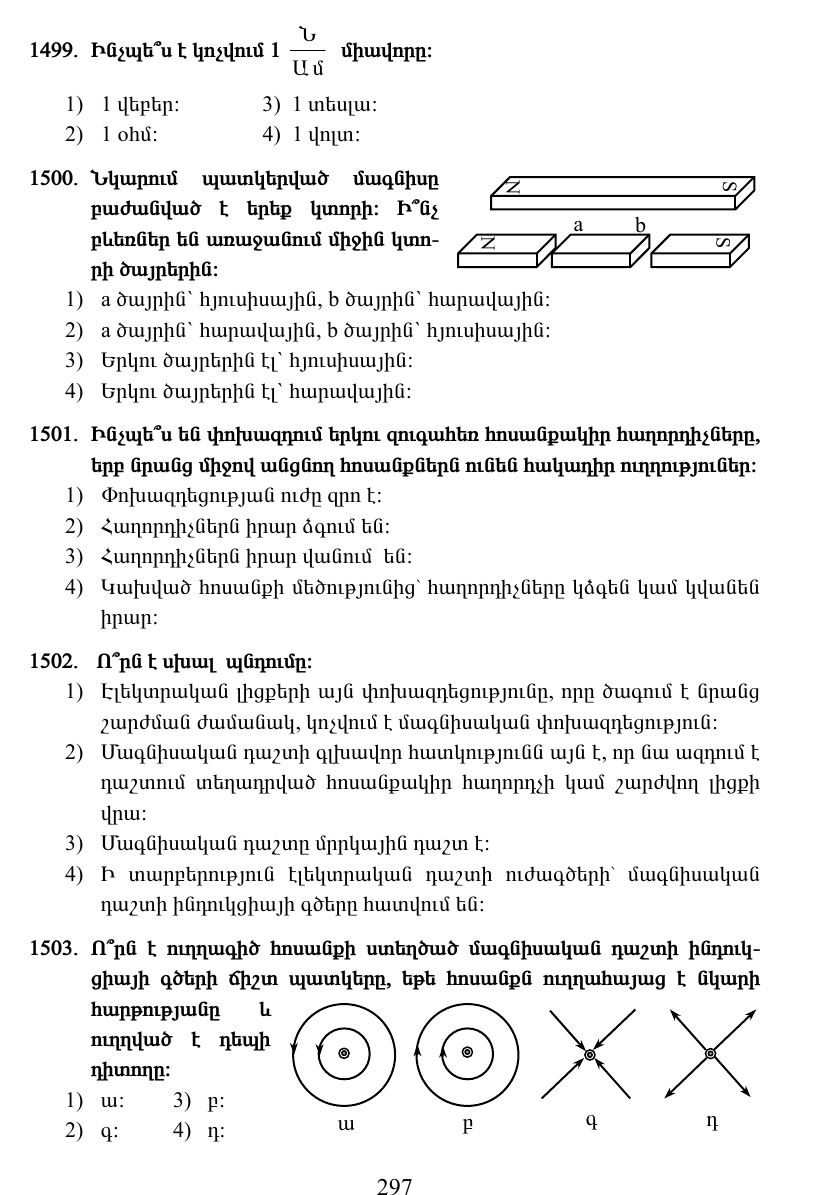 1499. Ինչպե՞ս է կոչվում 1 Ն/Ա մ միավորը:
1) 1 վեբեր: 3) 1 տեսլա:
2) 1 օհմ: 4) 1 վոլտ:
1500. Նկարում պատկերված մագնիսը
բաժանված է երեք կտորի: Ի՞նչ
բևեռներ են առաջանում միջին կտո-
րի ծայրերին:
N S
a b
N S
1) a ծայրին՝ հյուսիսային, b ծայրին՝ հարավային:
2) a ծայրին՝ հարավային, b ծայրին՝ հյուսիսային:
3) Երկու ծայրերին էլ՝ հյուսիսային:
4) Երկու ծայրերին էլ՝ հարավային:
1501. Ինչպե՞ս են փոխազդում երկու զուգահեռ հոսանքակիր հաղորդիչները,
երբ նրանց միջով անցնող հոսանքներն ունեն հակադիր ուղղություններ:
1) Փոխազդեցության ուժը զրո է:
2) Հաղորդիչներն իրար ձգում են:
3) Հաղորդիչներն իրար վանում են:
4) Կախված հոսանքի մեծությունից՝ հաղորդիչները կձգեն կամ կվանեն
իրար:
1502. Ո՞րն է սխալ պնդումը:
1) Էլեկտրական լիցքերի այն փոխազդեցությունը, որը ծագում է նրանց
շարժման ժամանակ, կոչվում է մագնիսական փոխազդեցություն:
2) Մագնիսական դաշտի գլխավոր հատկությունն այն է, որ նա ազդում է
դաշտում տեղադրված հոսանքակիր հաղորդչի կամ շարժվող լիցքի
վրա:
3) Մագնիսական դաշտը մրրկային դաշտ է:
4) Ի տարբերություն էլեկտրական դաշտի ուժագծերի՝ մագնիսական
դաշտի ինդուկցիայի գծերը հատվում են:
1503. Ո՞րն է ուղղագիծ հոսանքի ստեղծած մագնիսական դաշտի ինդուկ-
ցիայի գծերի ճիշտ պատկերը, եթե հոսանքն ուղղահայաց է նկարի
հարթությանը և
ուղղված է դեպի
դիտողը:
1) ա: 3) բ:
2) գ: 4) դ:
ա բ գ դ
297